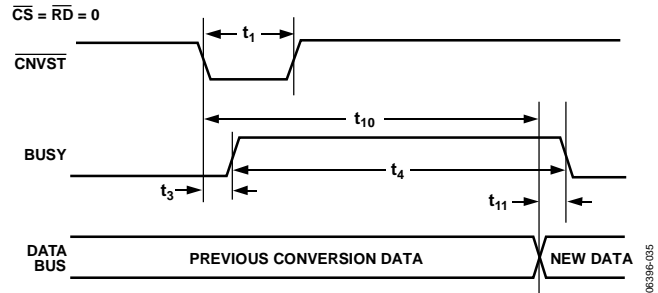 CS = RD = 0
t1
CNVST
t10
BUSY
t4
t3
t11
DATA
BUS
PREVIOUS CONVERSION DATA
NEW DATA
06396-035